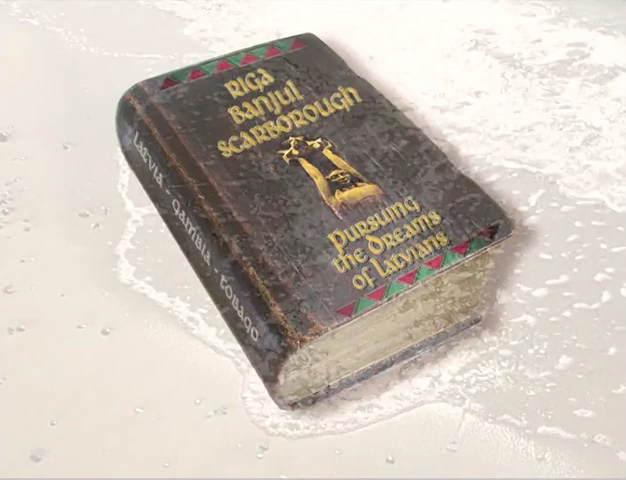 RIGA
BANJUL
SCARBOROUGH
PURSUING
THE DREAMS
OF LATVIANS
LATVIA - GAMBIA - TOBAGO